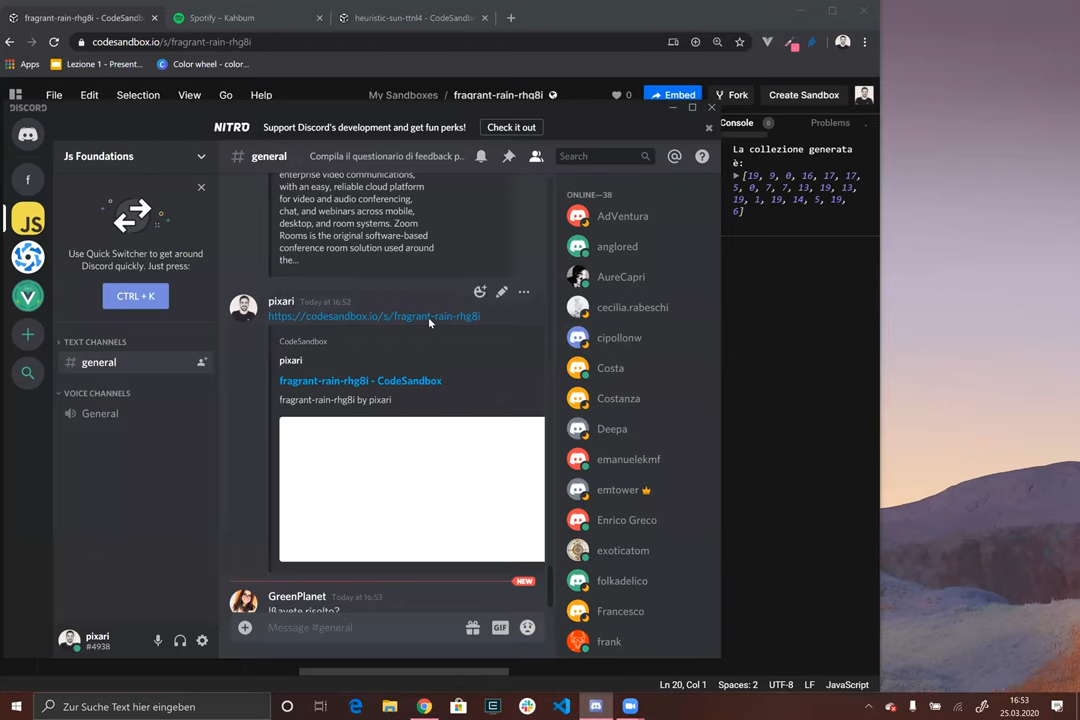 fragrant-rain-rhg8i - CodeSandb
Spotify – Kahbum
heuristic-sun-ttnl4 - CodeSandb
codesandbox.io/s/fragrant-rain-rhg8i
Apps
Lezione 1 - Present...
Color wheel - color...
File
Edit
Selection
View
Go
Help
My Sandboxes / fragrant-rain-rhg8i
0
Embed
Fork
Create Sandbox
DISCORD
NITRO
Support Discord's development and get fun perks!
Check it out
Console
0
Problems
Js Foundations
general
Compila il questionario di feedback p...
Search
La collezione generata
è:
[19, 9, 0, 16, 17, 17,
5, 0, 7, 7, 13, 19, 13,
19, 1, 19, 14, 5, 19,
6]
Use Quick Switcher to get around
Discord quickly. Just press:
CTRL + K
TEXT CHANNELS
general
VOICE CHANNELS
General
pixari
#4938
f
JS
enterprise video communications,
with an easy, reliable cloud platform
for video and audio conferencing,
chat, and webinars across mobile,
desktop, and room systems. Zoom
Rooms is the original software-based
conference room solution used around
the...
pixari Today at 16:52
https://codesandbox.io/s/fragrant-rain-rhg8i
CodeSandbox
pixari
fragrant-rain-rhg8i - CodeSandbox
fragrant-rain-rhg8i by pixari
NEW
GreenPlanet Today at 16:53
Message #general
GIF
ONLINE—38
AdVentura
anglored
AureCapri
cecilia.rabeschi
cipollonw
Costa
Costanza
Deepa
emanuelekmf
emtower
Enrico Greco
exoticatom
folkadelico
Francesco
frank
Ln 20, Col 1
Spaces: 2
UTF-8
LF
JavaScript
Zur Suche Text hier eingeben
16:53
25.03.2020